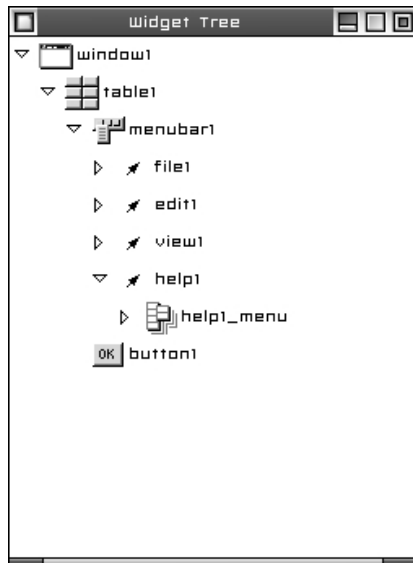 Widget Tree
window1
table1
menubar1
file1
edit1
view1
help1
help1_menu
OK button1